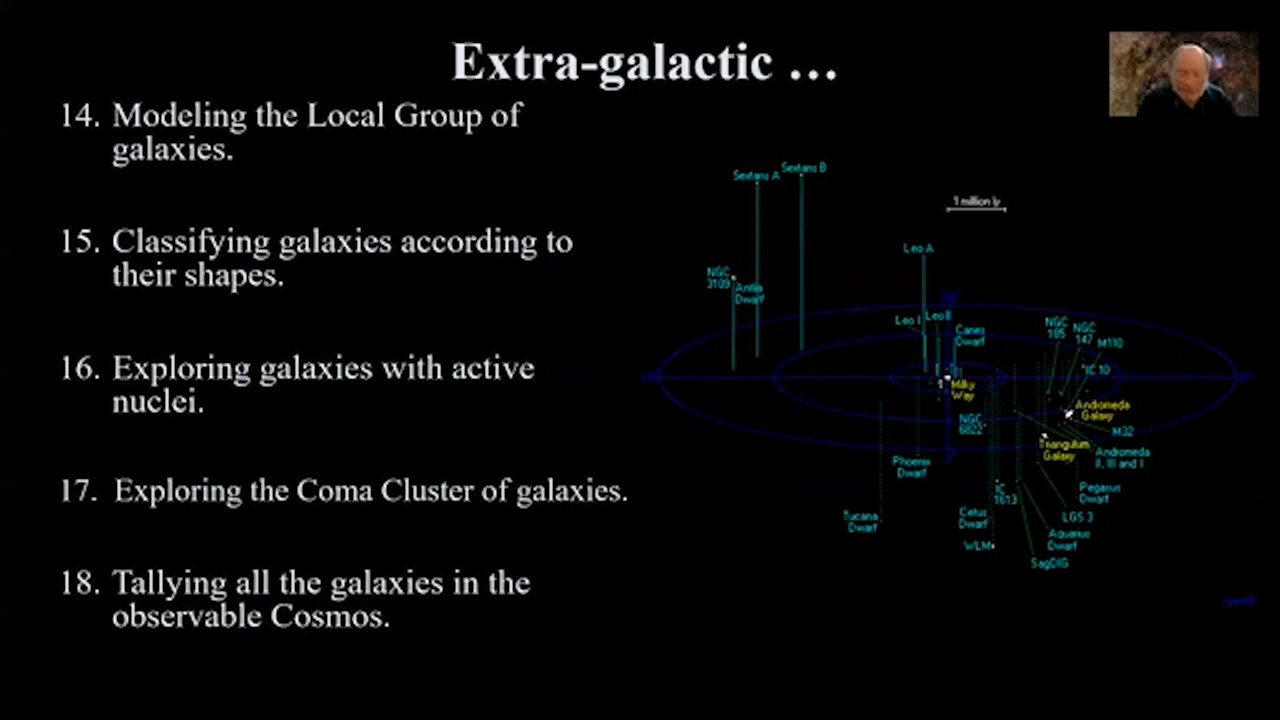 Extra-galactic …
14. Modeling the Local Group of
galaxies.
15. Classifying galaxies according to
their shapes.
16. Exploring galaxies with active
nuclei.
17. Exploring the Coma Cluster of galaxies.
18. Tallying all the galaxies in the
observable Cosmos.
Sextans A
Sextans B
1 million ly
Leo A
NGC
3109
Antlia
Dwarf
Leo I
Leo II
Canes
Dwarf
NGC
185
NGC
147
M110
IC 10
Milky
Way
Andromeda
Galaxy
M32
NGC
6822
Triangulum
Galaxy
Andromeda
II, III and I
Phoenix
Dwarf
Pegasus
Dwarf
IC
1613
LGS 3
Tucana
Dwarf
Cetus
Dwarf
WLM
Aquarius
Dwarf
SagDIG